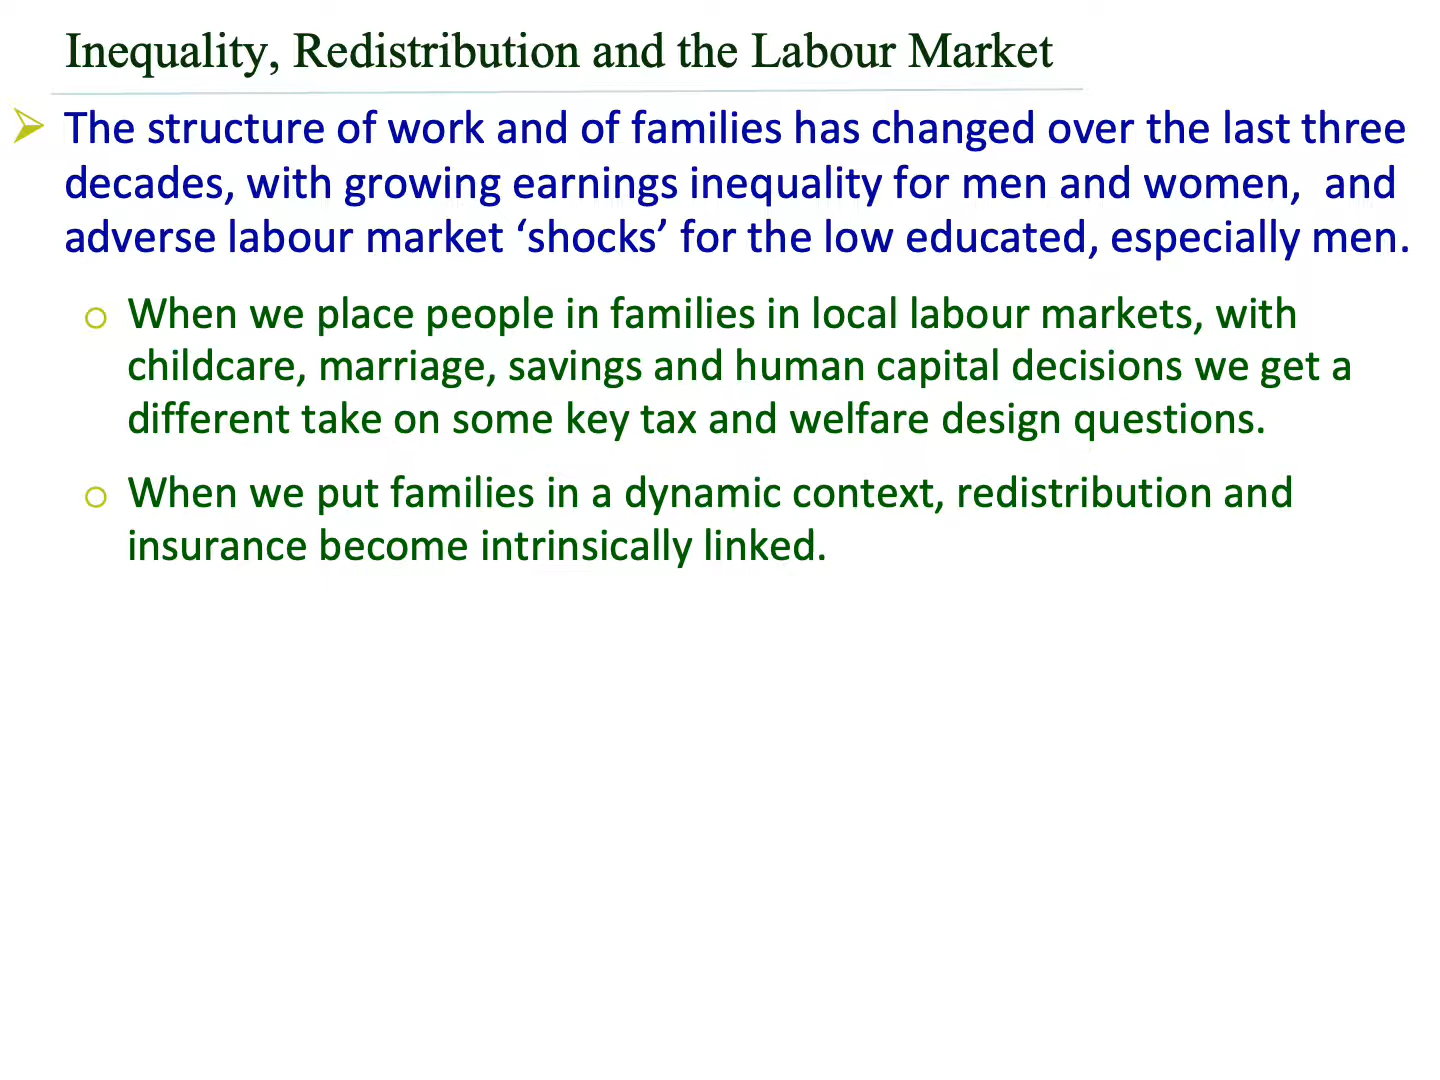 Inequality, Redistribution and the Labour Market
The structure of work and of families has changed over the last three
decades, with growing earnings inequality for men and women,  and
adverse labour market ‘shocks’ for the low educated, especially men.
When we place people in families in local labour markets, with
childcare, marriage, savings and human capital decisions we get a
different take on some key tax and welfare design questions.
When we put families in a dynamic context, redistribution and
insurance become intrinsically linked.